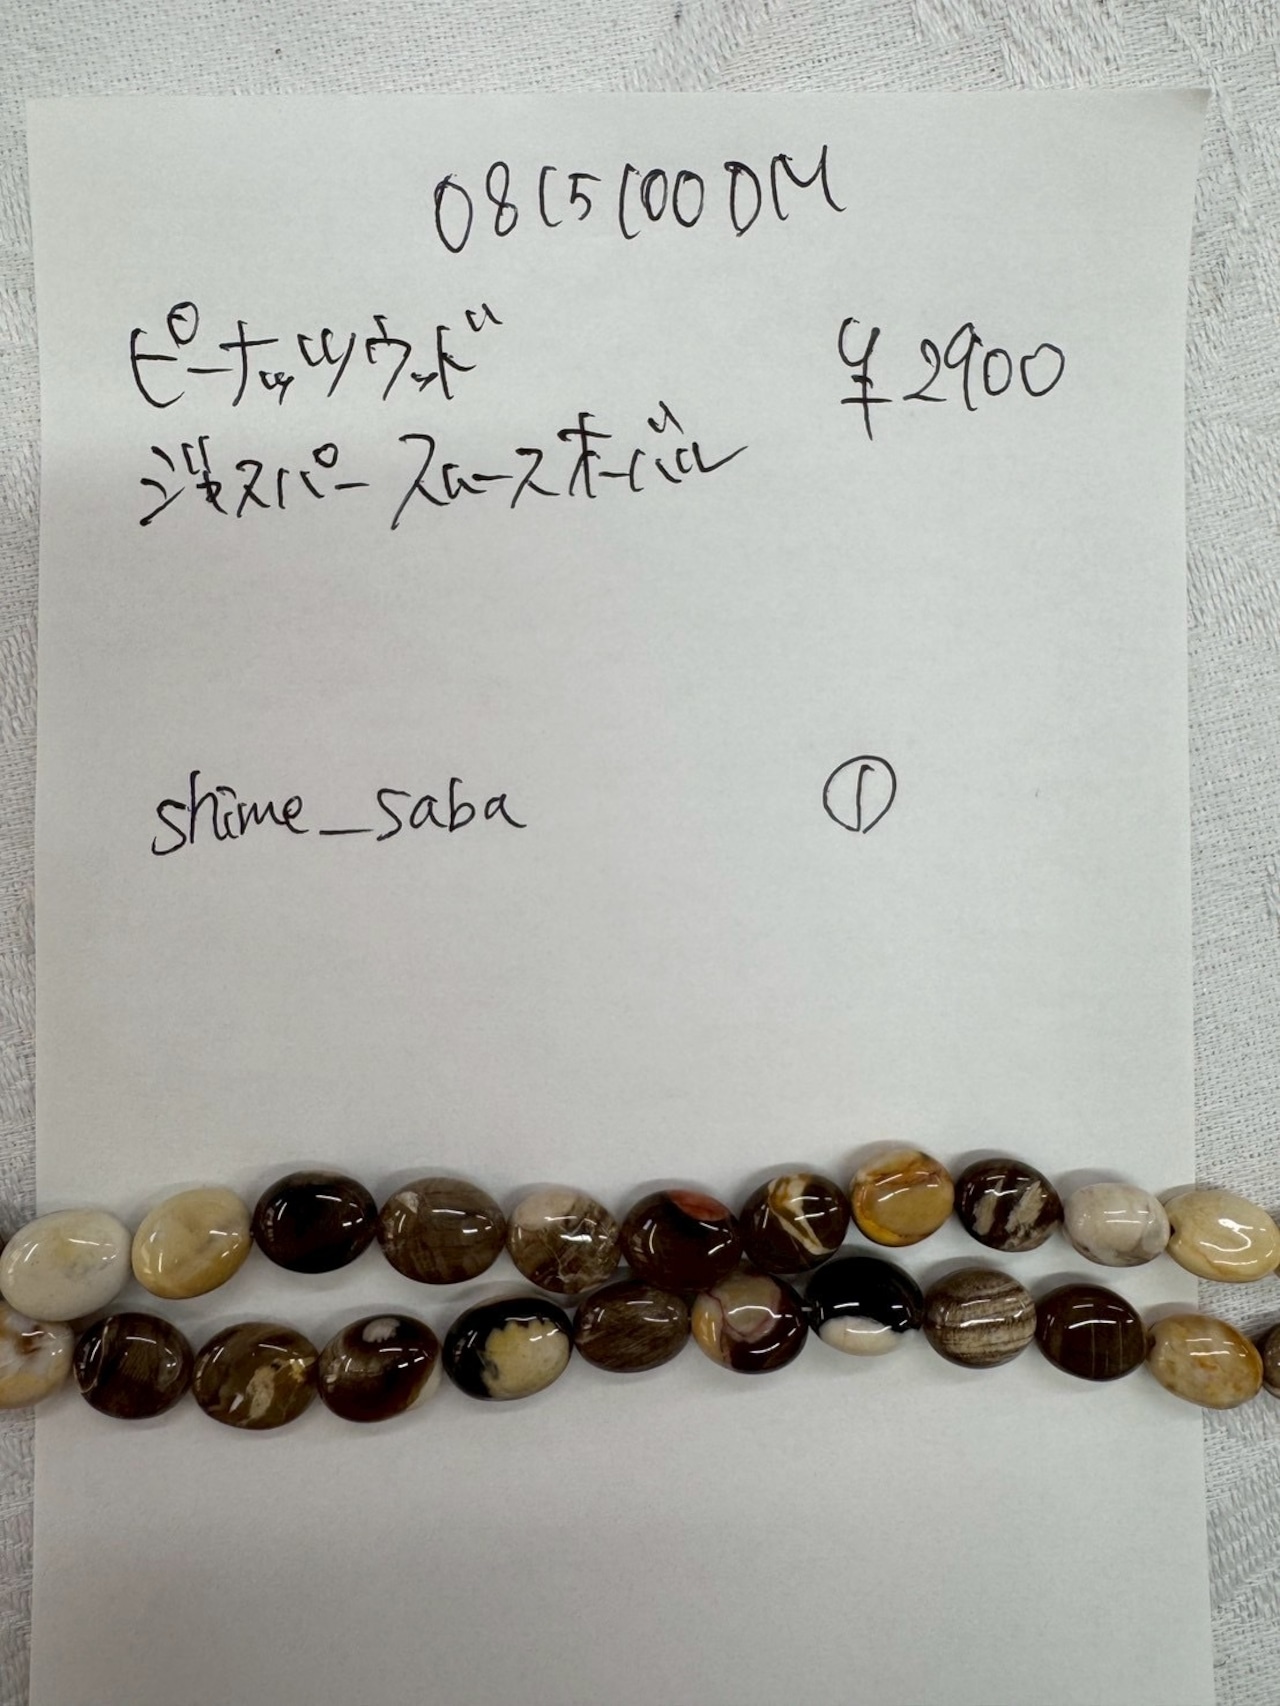 0815100DM
ピーナッツウッド ¥2900
ジャスパー スムースオーバル
shime_saba ①